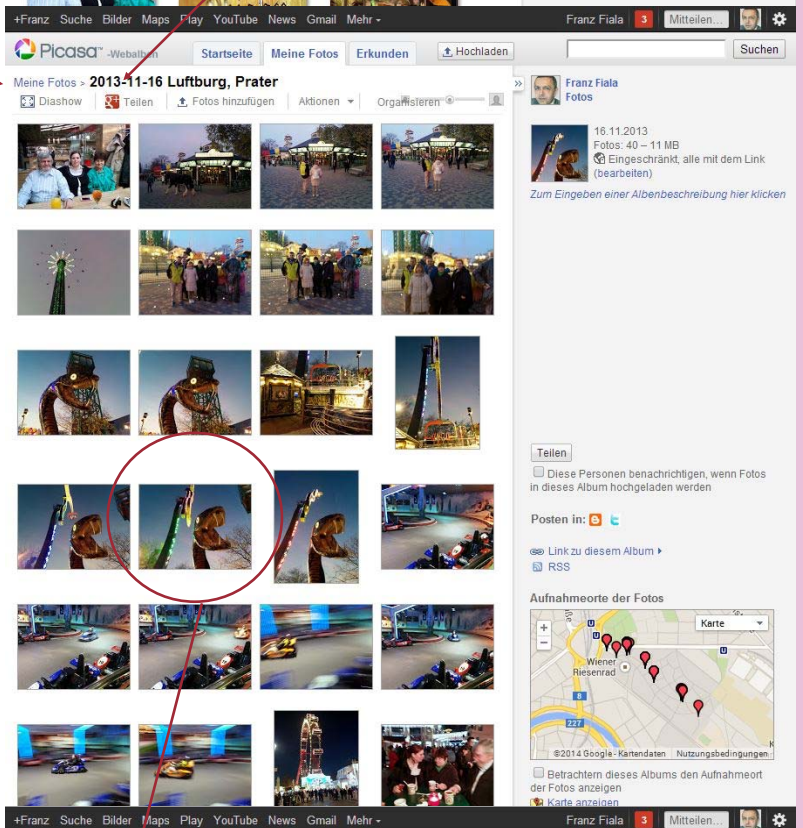 +Franz Suche Bilder Maps Play YouTube News Gmail Mehr
Franz Fiala 3 Mitteilen...
Picasa™ -Webalben
Startseite Meine Fotos Erkunden Hochladen
Suchen
Meine Fotos > 2013-11-16 Luftburg, Prater
Diashow Teilen Fotos hinzufügen Aktionen Organisieren
Franz Fiala
Fotos
16.11.2013
Fotos: 40 – 11 MB
Eingeschränkt, alle mit dem Link
(bearbeiten)
Zum Eingeben einer Albenbeschreibung hier klicken
Teilen
Diese Personen benachrichtigen, wenn Fotos
in dieses Album hochgeladen werden
Posten in:
Link zu diesem Album
RSS
Aufnahmeorte der Fotos
Karte
Wiener
Riesenrad
U
U
U
8
227
©2014 Google - Kartendaten Nutzungsbedingungen
Betrachtern dieses Albums den Aufnahmeort
der Fotos anzeigen
Karte anzeigen
+Franz Suche Bilder Maps Play YouTube News Gmail Mehr
Franz Fiala 3 Mitteilen...